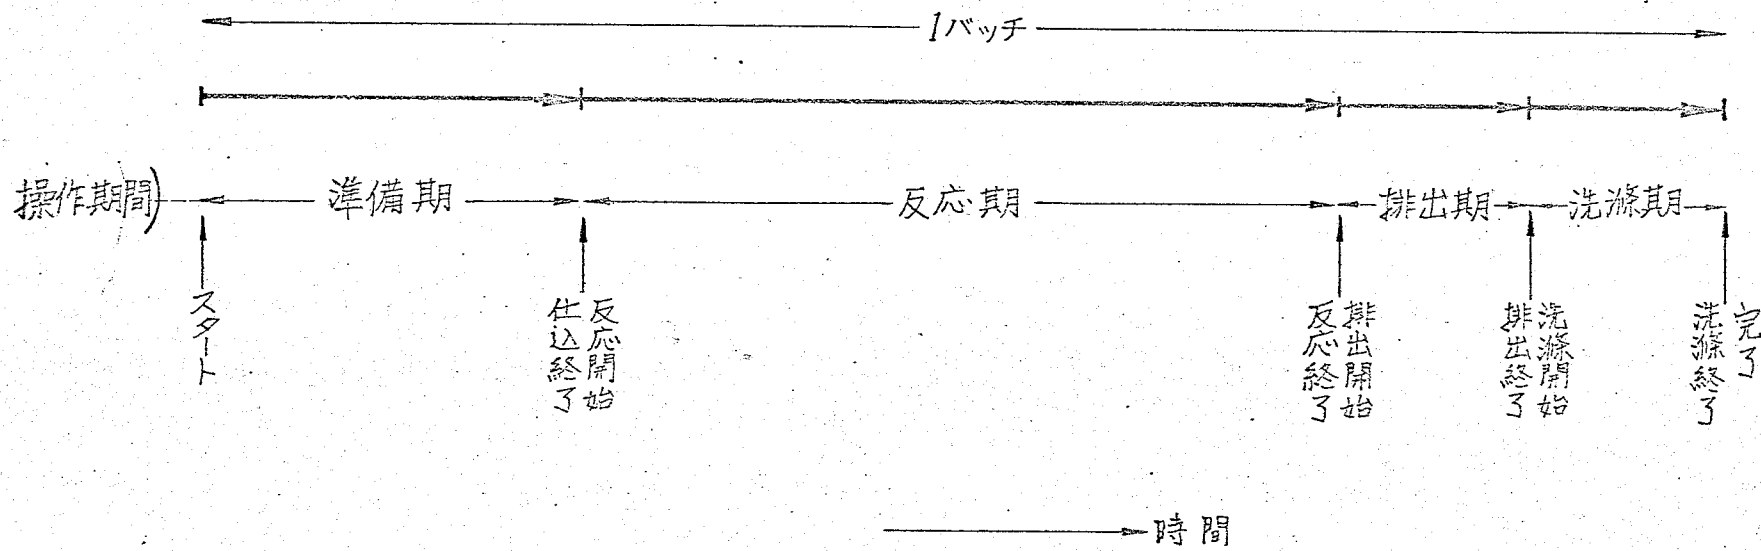 1バッチ
操作期間)
準備期
反応期
排出期
洗滌期
スタート
仕込終了
反応開始
反応終了
排出開始
排出終了
洗滌開始
洗滌終了
完了
時間